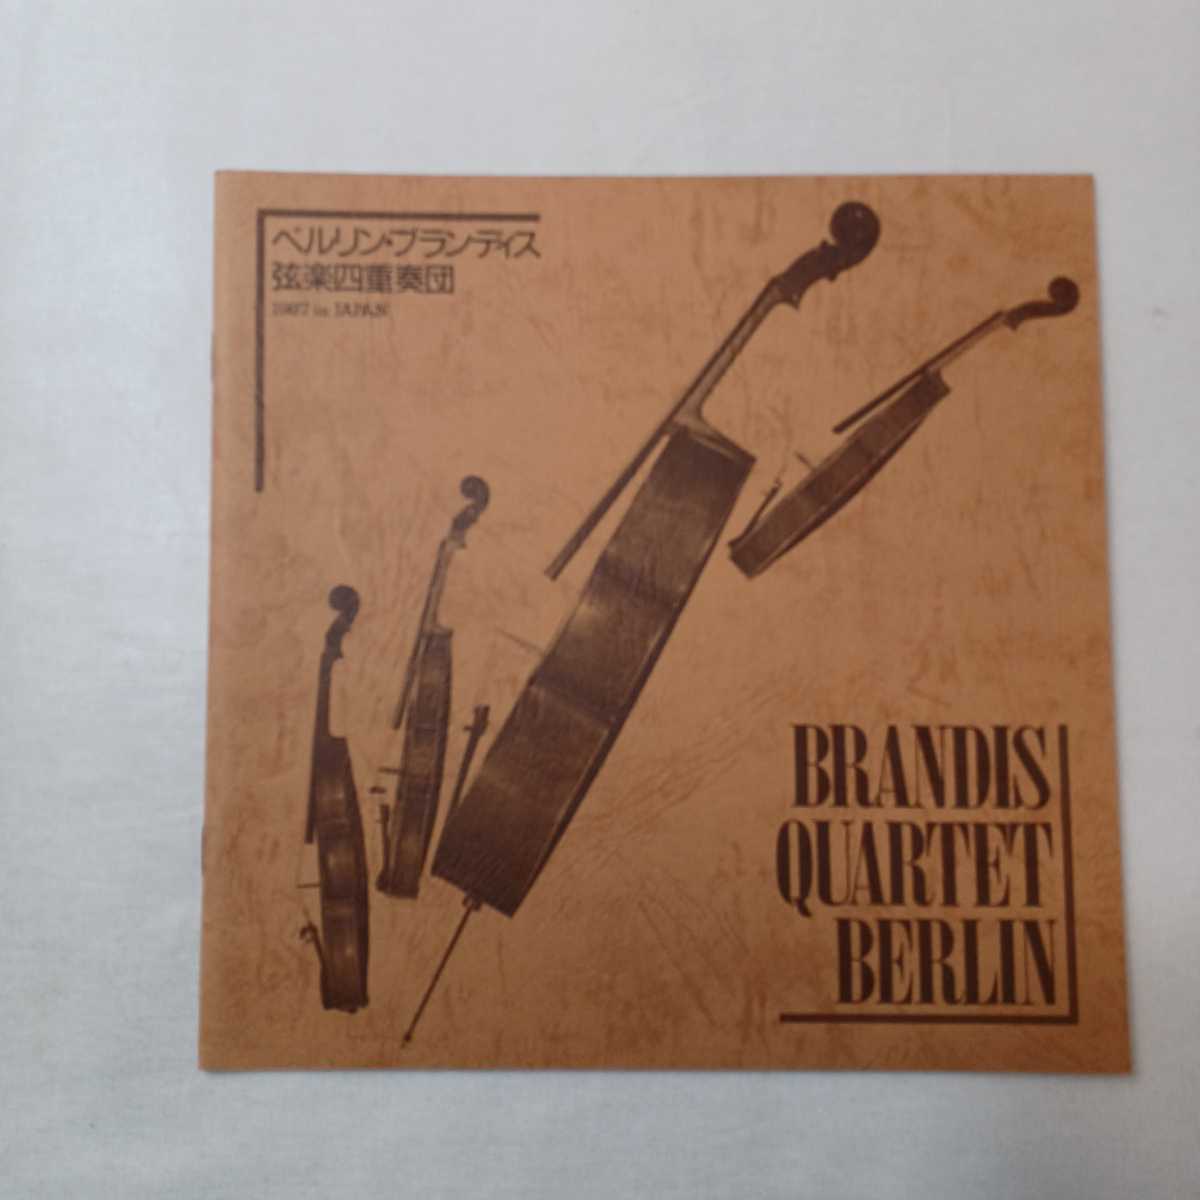 ベルリン・ブランディス
弦楽四重奏団
1987 in JAPAN
BRANDIS
QUARTET
BERLIN